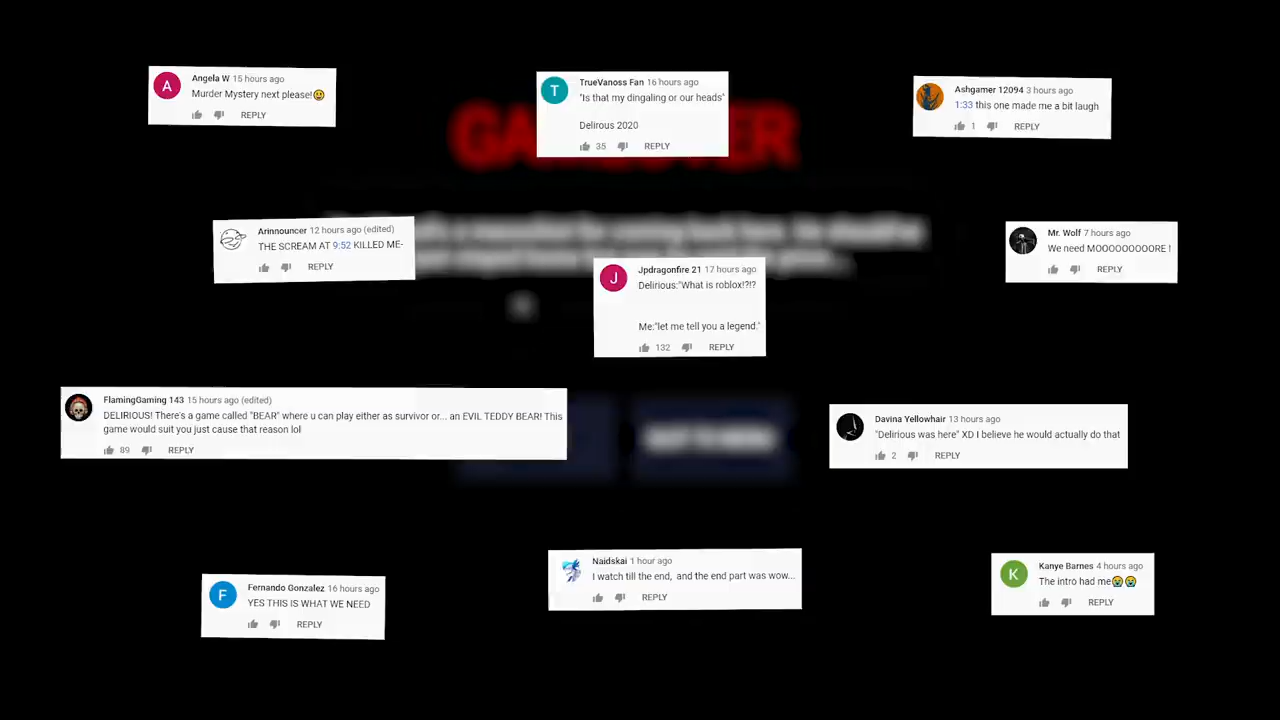 Angela W 15 hours ago
Murder Mystery next please!😃
REPLY
TrueVanoss Fan 16 hours ago
"Is that my dingaling or our heads"
Delirous 2020
35 REPLY
Ashgamer 12094 3 hours ago
1:33 this one made me a bit laugh
1 REPLY
Arinnouncer 12 hours ago (edited)
THE SCREAM AT 9:52 KILLED ME-
REPLY
Mr. Wolf 7 hours ago
We need MOOOOOOOOORE !
REPLY
Jpdragonfire 21 17 hours ago
Delirious:"What is roblox!?!?
Me:"let me tell you a legend."
132 REPLY
FlamingGaming 143 15 hours ago (edited)
DELIRIOUS! There's a game called "BEAR" where u can play either as survivor or... an EVIL TEDDY BEAR! This
game would suit you just cause that reason lol
89 REPLY
Davina Yellowhair 13 hours ago
"Delirious was here" XD I believe he would actually do that
2 REPLY
Fernando Gonzalez 16 hours ago
YES THIS IS WHAT WE NEED
REPLY
Naidskai 1 hour ago
I watch till the end, and the end part was wow...
REPLY
Kanye Barnes 4 hours ago
The intro had me😭😭
REPLY